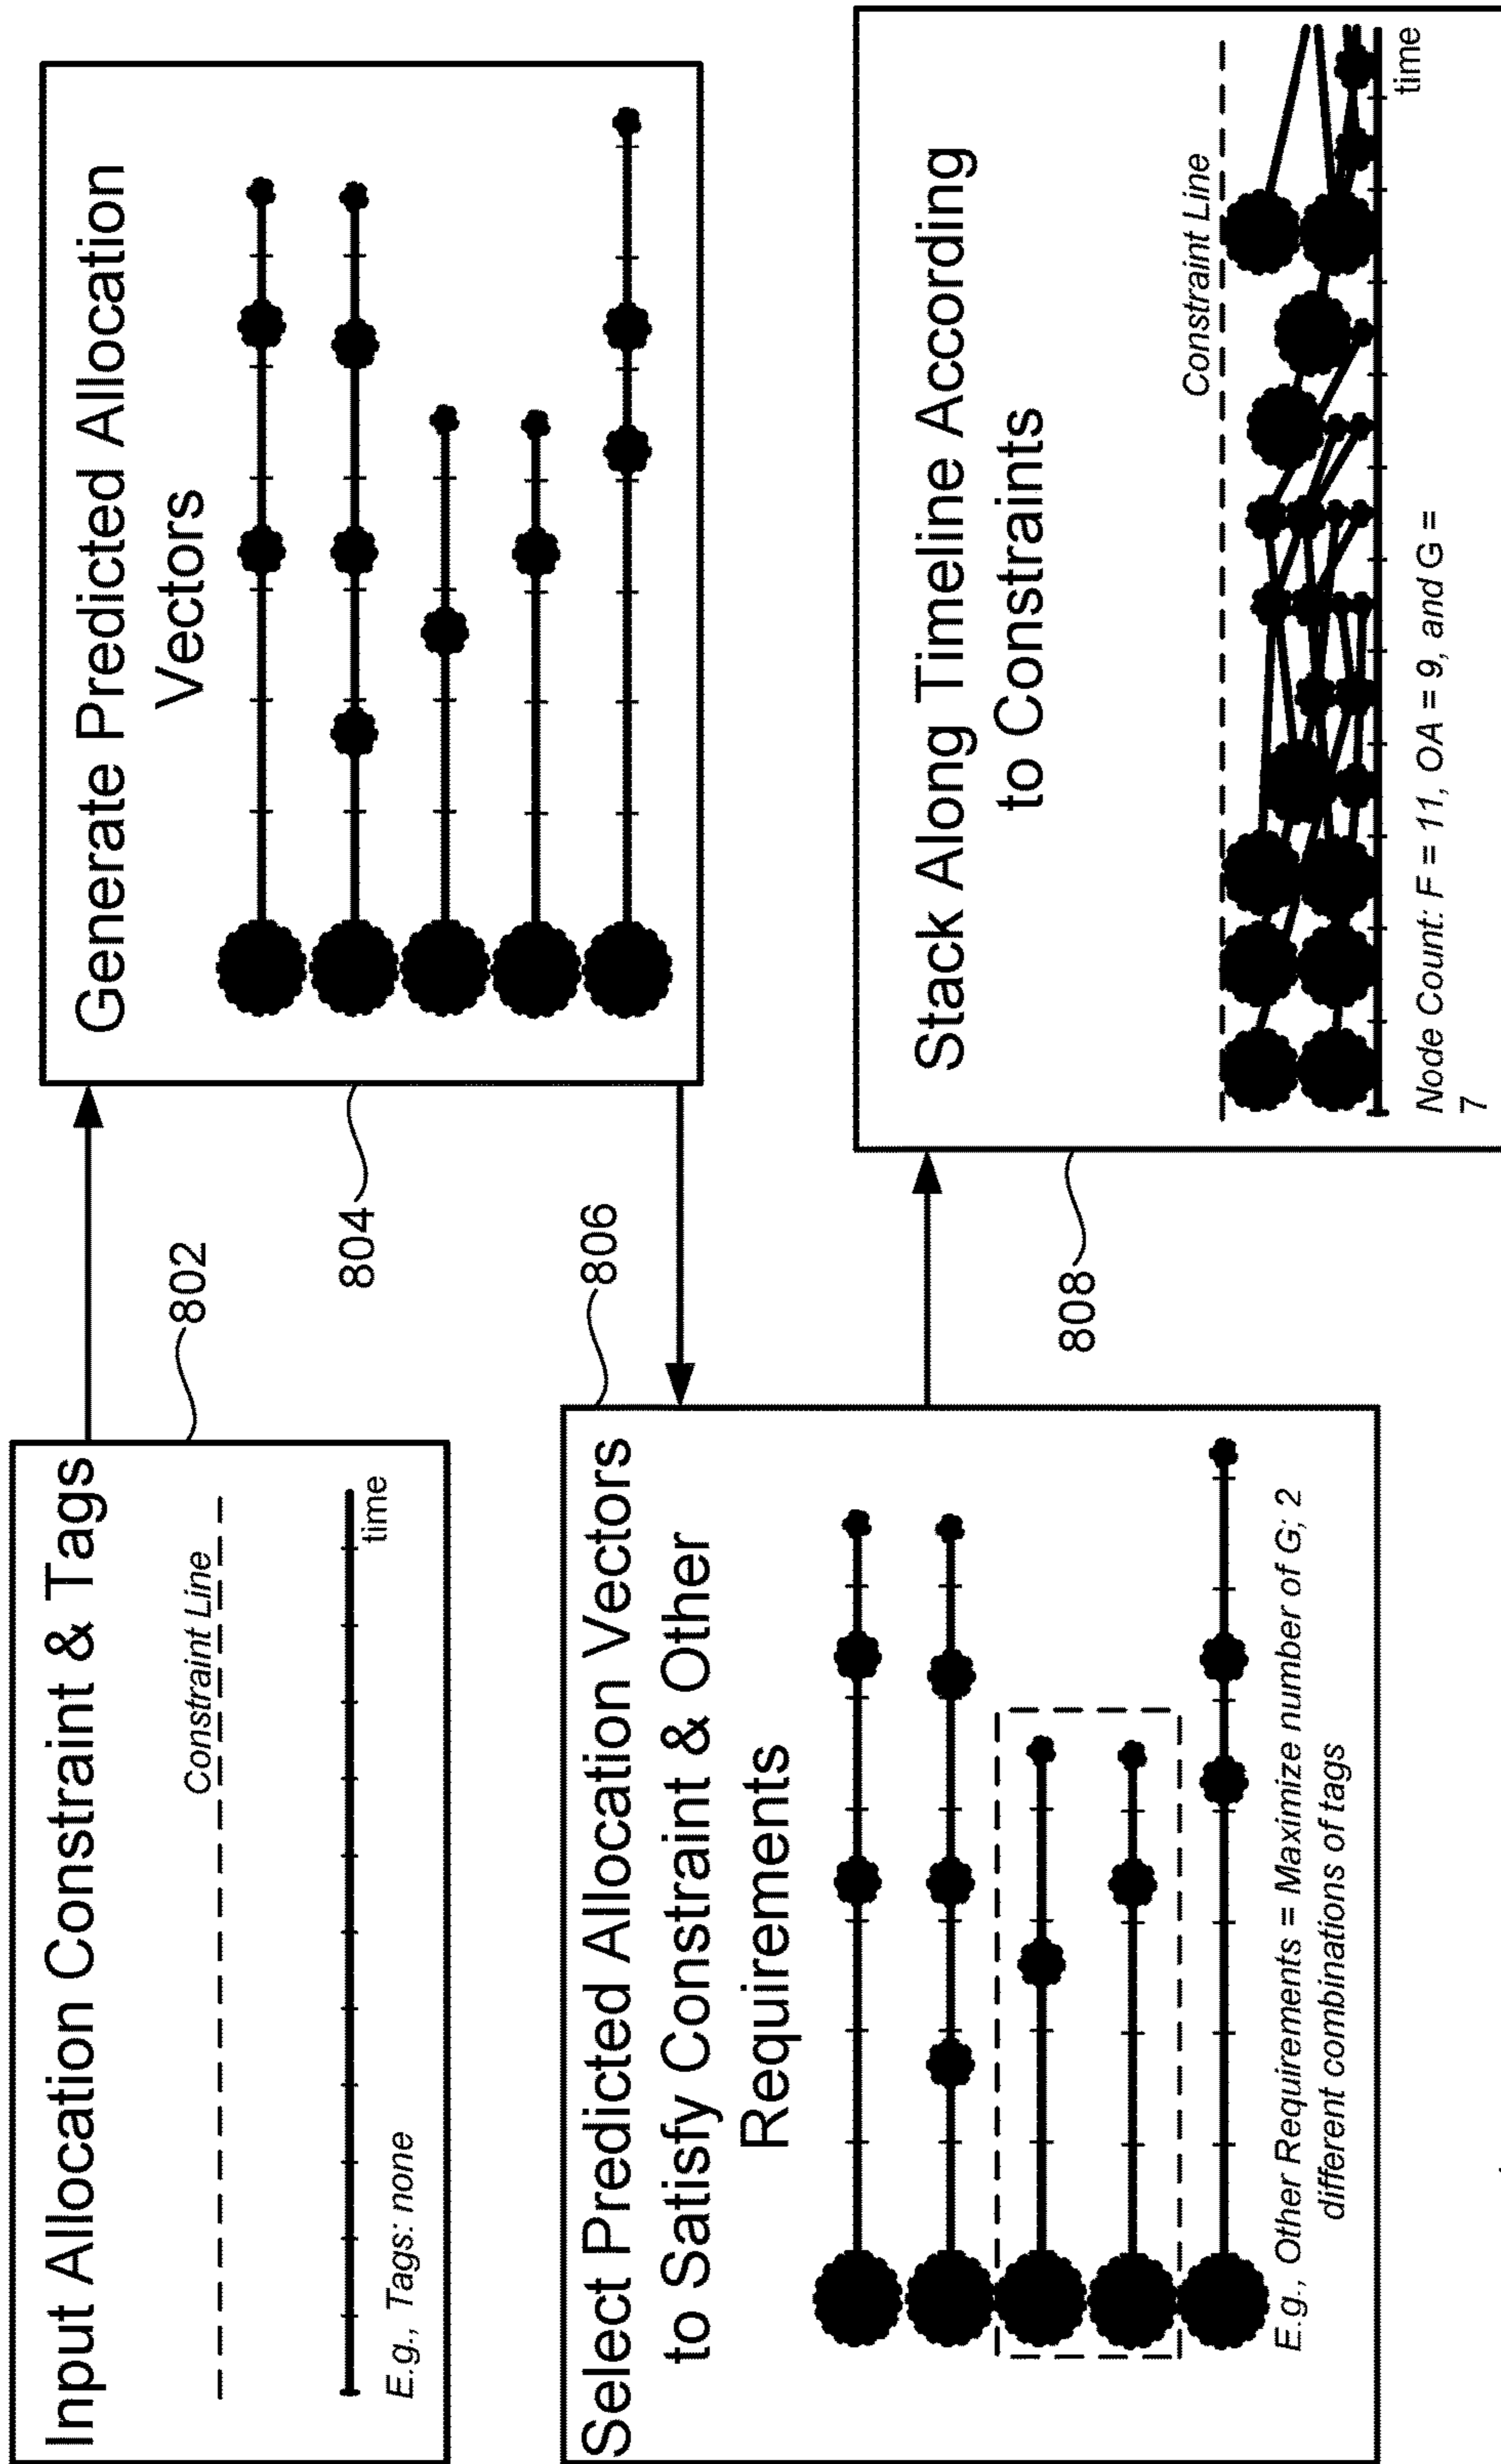 Input Allocation Constraint & Tags
Constraint Line
time
E.g., Tags: none
802
Generate Predicted Allocation
Vectors
804
Select Predicted Allocation Vectors
to Satisfy Constraint & Other
Requirements
E.g., Other Requirements = Maximize number of G; 2
different combinations of tags
806
Stack Along Timeline According
to Constraints
Constraint Line
time
Node Count: F = 11, OA = 9, and G =
7
808